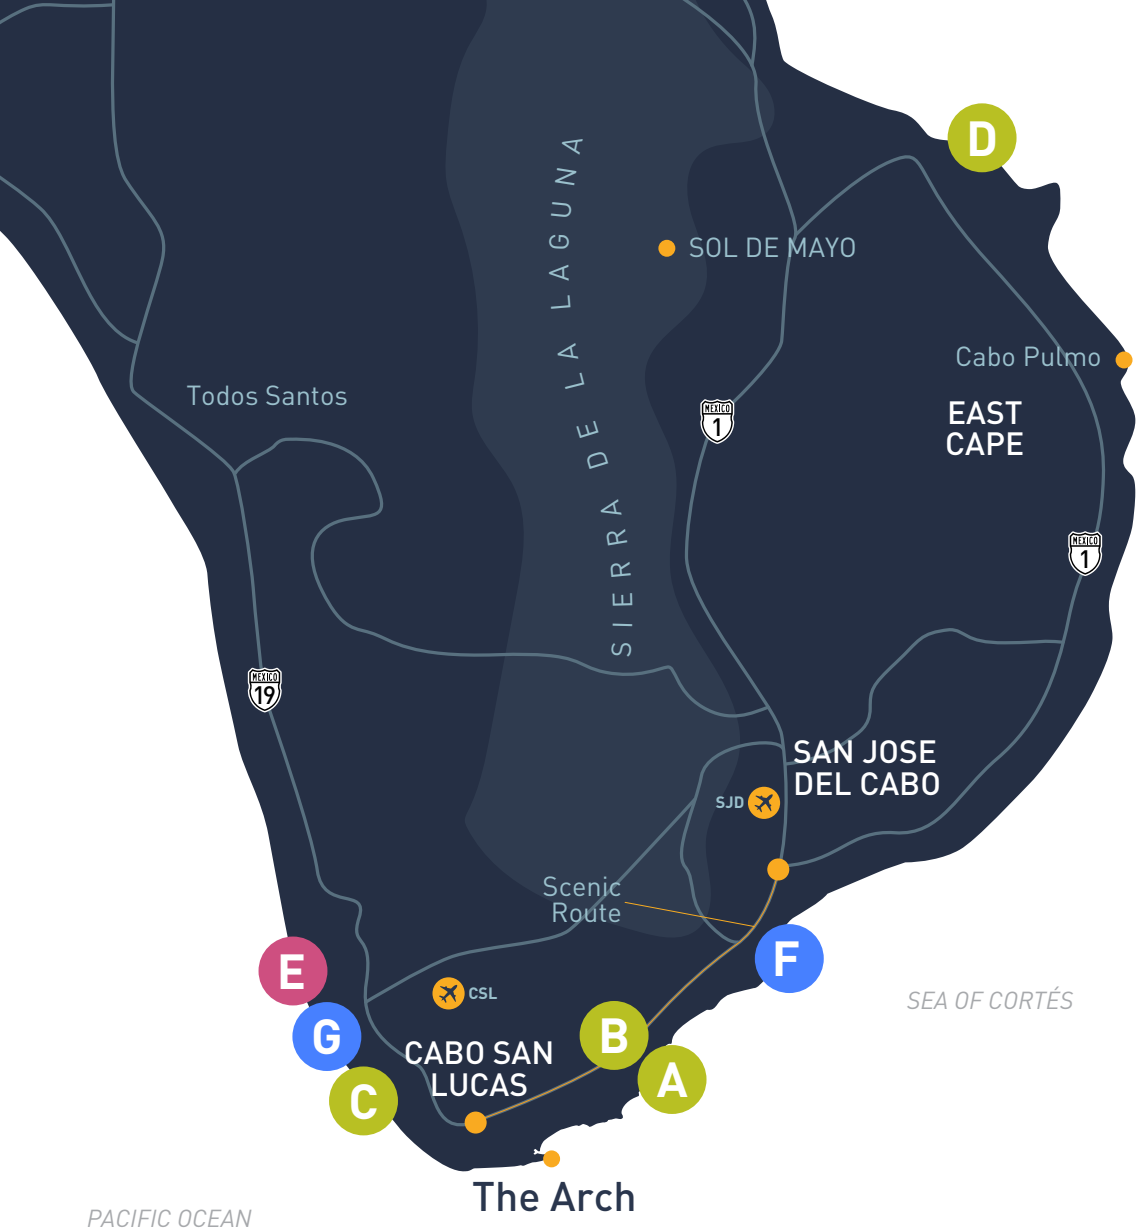 D
SIERRA DE LA LAGUNA
SOL DE MAYO
Cabo Pulmo
Todos Santos
MEXICO
1
EAST
CAPE
MEXICO
1
MEXICO
19
SAN JOSE
DEL CABO
SJD
Scenic
Route
F
E
CSL
SEA OF CORTÉS
G
B
CABO SAN
LUCAS
A
C
The Arch
PACIFIC OCEAN